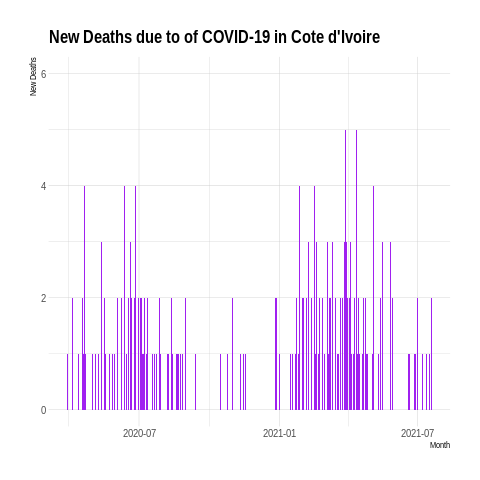 New Deaths due to of COVID-19 in Cote d'Ivoire
New Deaths
6
4
2
0
2020-07
2021-01
2021-07
Month